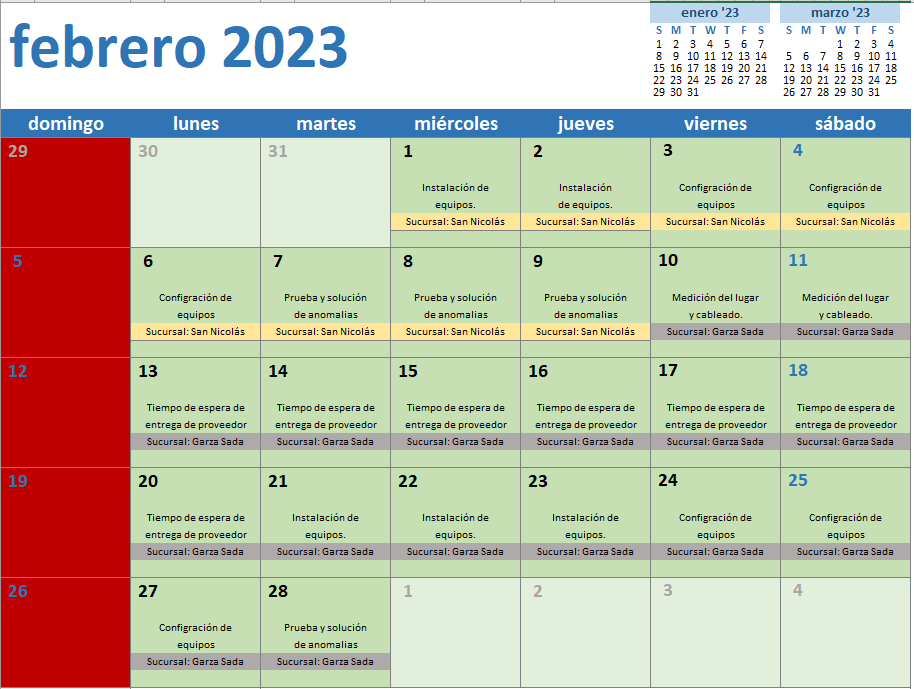 febrero 2023
enero '23
S M T W T F S
1 2 3 4 5 6 7
8 9 10 11 12 13 14
15 16 17 18 19 20 21
22 23 24 25 26 27 28
29 30 31
marzo '23
S M T W T F S
1 2 3 4
5 6 7 8 9 10 11
12 13 14 15 16 17 18
19 20 21 22 23 24 25
26 27 28 29 30 31
domingo lunes martes miércoles jueves viernes sábado
29
30
31
1
Instalación de
equipos.
Sucursal: San Nicolás
2
Instalación
de equipos.
Sucursal: San Nicolás
3
Configración de
equipos
Sucursal: San Nicolás
4
Configración de
equipos
Sucursal: San Nicolás
5
6
Configración de
equipos
Sucursal: San Nicolás
7
Prueba y solución
de anomalias
Sucursal: San Nicolás
8
Prueba y solución
de anomalias
Sucursal: San Nicolás
9
Prueba y solución
de anomalias
Sucursal: San Nicolás
10
Medición del lugar
y cableado.
Sucursal: Garza Sada
11
Medición del lugar
y cableado.
Sucursal: Garza Sada
12
13
Tiempo de espera de
entrega de proveedor
Sucursal: Garza Sada
14
Tiempo de espera de
entrega de proveedor
Sucursal: Garza Sada
15
Tiempo de espera de
entrega de proveedor
Sucursal: Garza Sada
16
Tiempo de espera de
entrega de proveedor
Sucursal: Garza Sada
17
Tiempo de espera de
entrega de proveedor
Sucursal: Garza Sada
18
Tiempo de espera de
entrega de proveedor
Sucursal: Garza Sada
19
20
Tiempo de espera de
entrega de proveedor
Sucursal: Garza Sada
21
Instalación de
equipos.
Sucursal: Garza Sada
22
Instalación de
equipos.
Sucursal: Garza Sada
23
Instalación de
equipos.
Sucursal: Garza Sada
24
Configración de
equipos
Sucursal: Garza Sada
25
Configración de
equipos
Sucursal: Garza Sada
26
27
Configración de
equipos
Sucursal: Garza Sada
28
Prueba y solución
de anomalias
Sucursal: Garza Sada
1
2
3
4